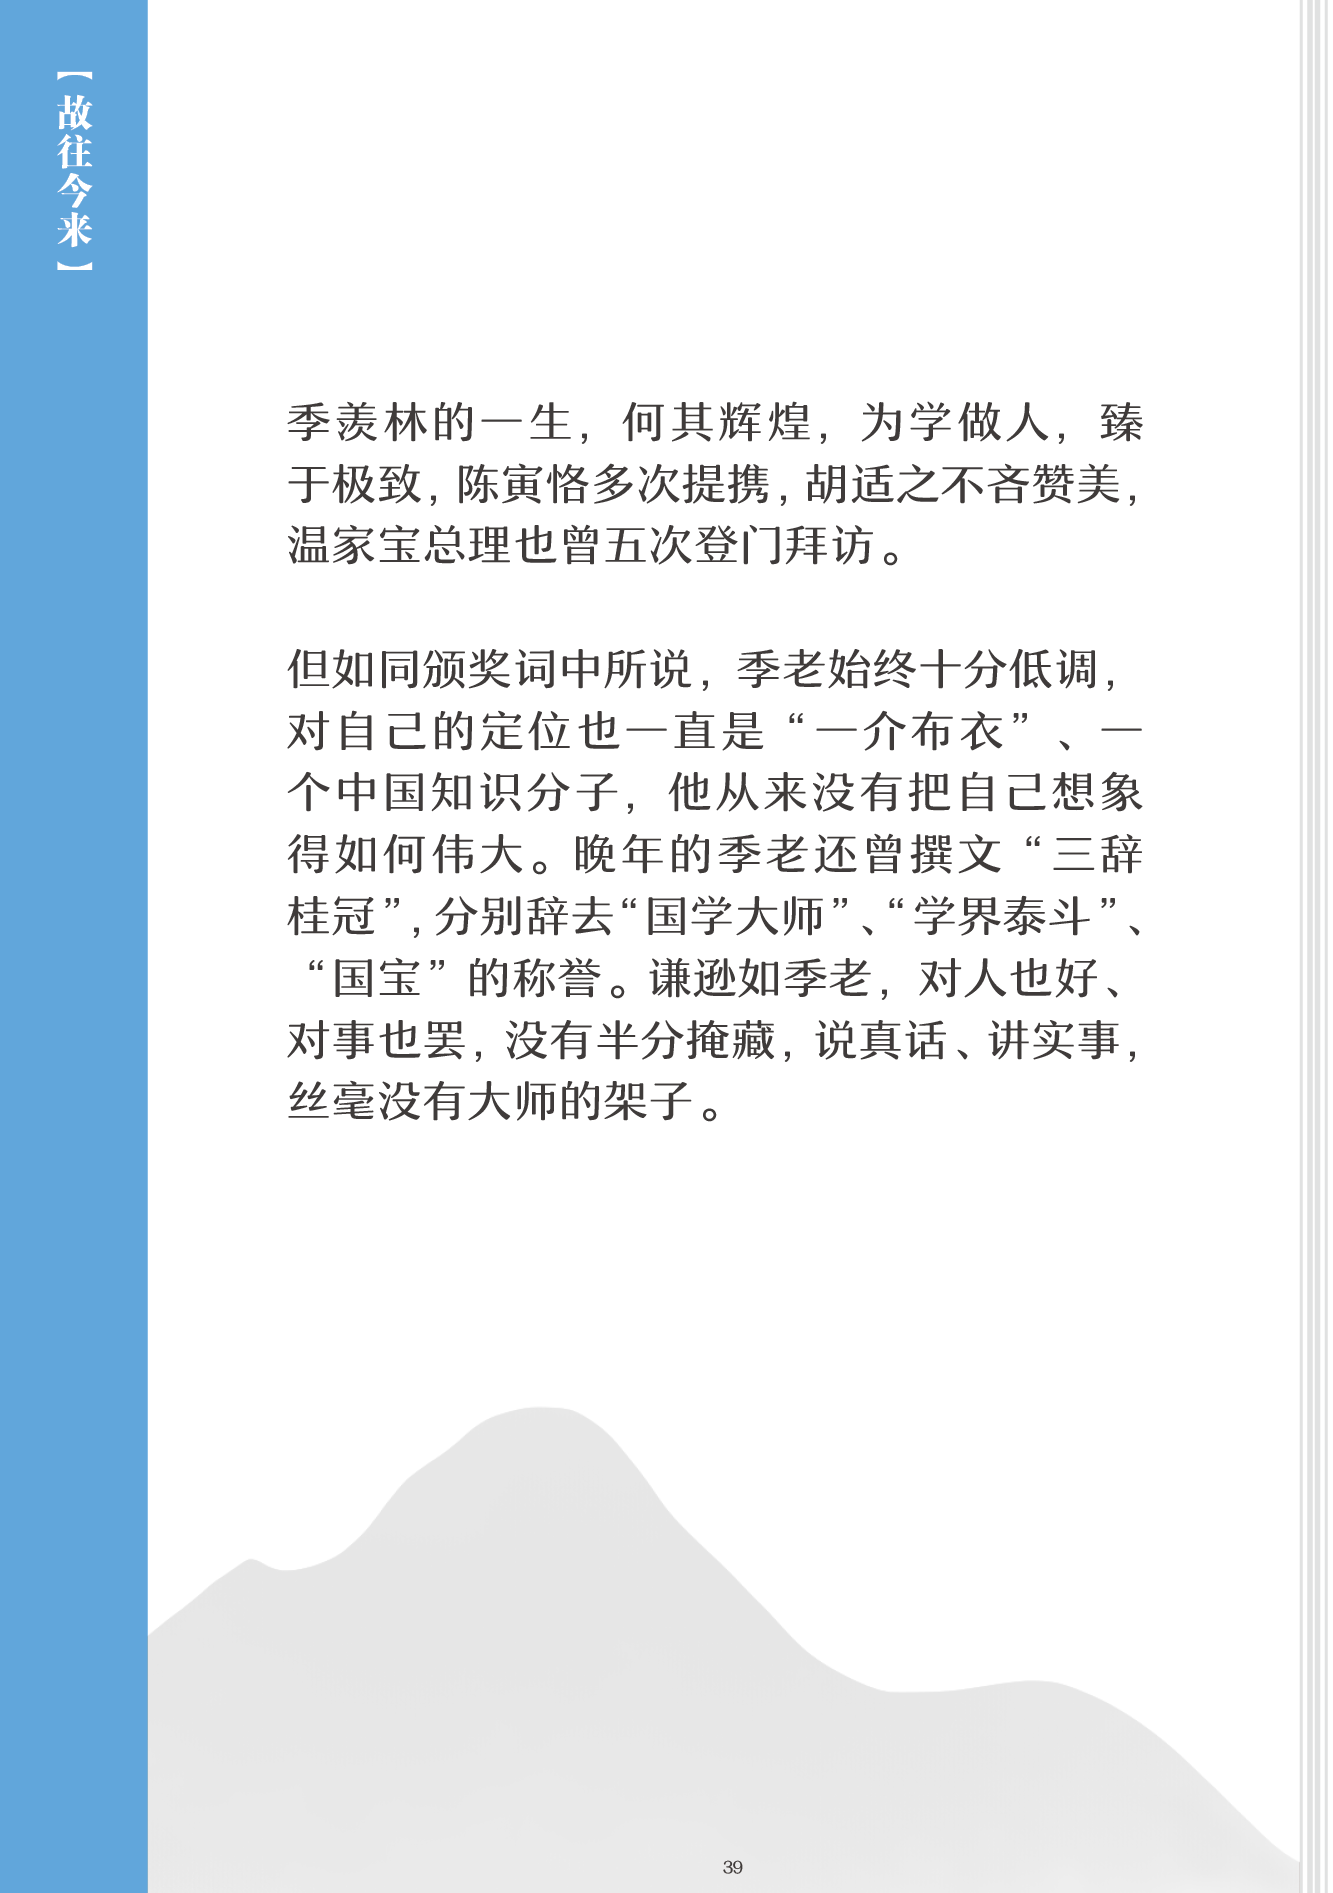 【故往今来】
季羡林的一生，何其辉煌，为学做人，臻
于极致，陈寅恪多次提携，胡适之不吝赞美，
温家宝总理也曾五次登门拜访。
但如同颁奖词中所说，季老始终十分低调，
对自己的定位也一直是“一介布衣”、一
个中国知识分子，他从来没有把自己想象
得如何伟大。晚年的季老还曾撰文“三辞
桂冠”，分别辞去“国学大师”、“学界泰斗”、
“国宝”的称誉。谦逊如季老，对人也好、
对事也罢，没有半分掩藏，说真话、讲实事，
丝毫没有大师的架子。
39